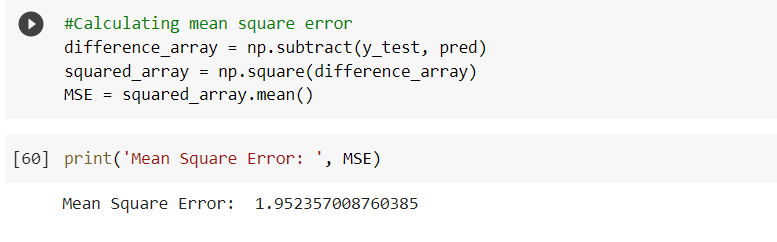 #Calculating mean square error
difference_array = np.subtract(y_test, pred)
squared_array = np.square(difference_array)
MSE = squared_array.mean()
[60] print('Mean Square Error: ', MSE)
Mean Square Error:  1.952357008760385